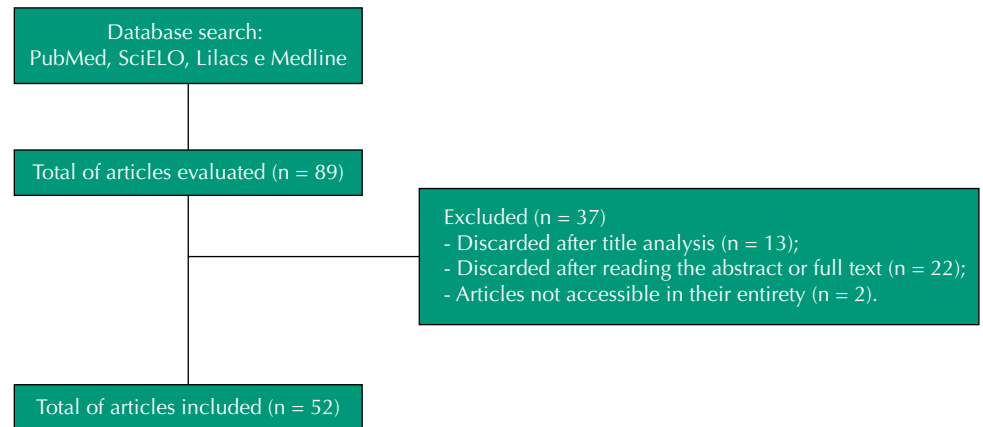 Database search:
PubMed, SciELO, Lilacs e Medline
Total of articles evaluated (n = 89)
Excluded (n = 37)
- Discarded after title analysis (n = 13);
- Discarded after reading the abstract or full text (n = 22);
- Articles not accessible in their entirety (n = 2).
Total of articles included (n = 52)